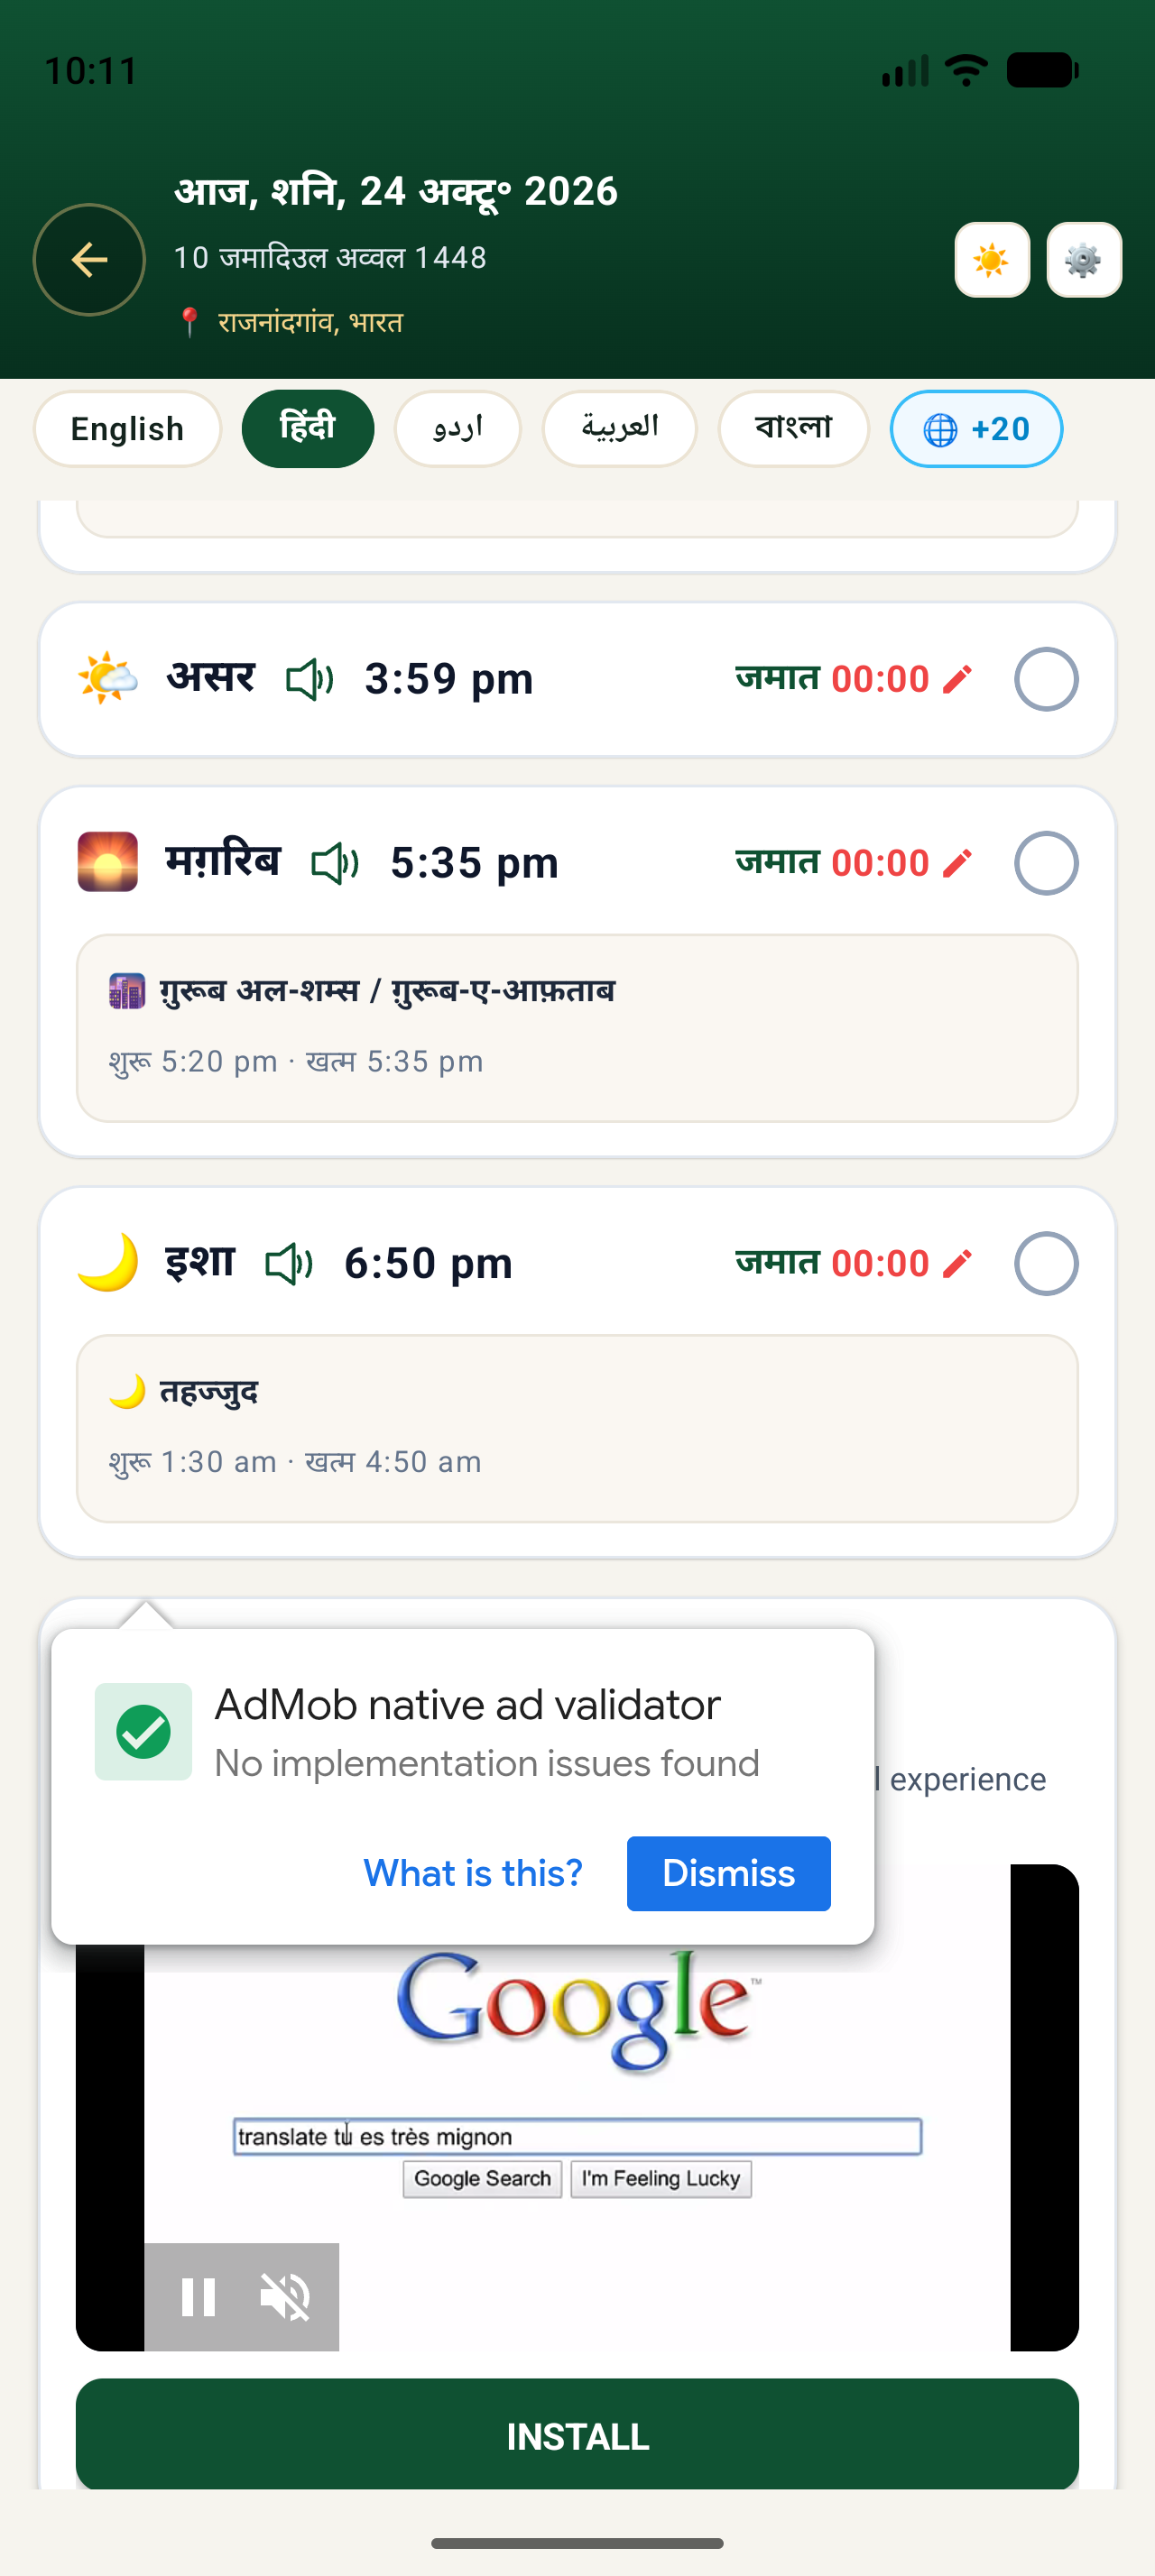 10:11
आज, शनि, 24 अक्टू॰ 2026
10 जमादिउल अव्वल 1448
📍 राजनांदगांव, भारत
English हिंदी اردو العربية বাংলা 🌐 +20
असर 3:59 pm जमात 00:00
मग़रिब 5:35 pm जमात 00:00
ग़ुरूब अल-शम्स / ग़ुरूब-ए-आफ़ताब
शुरू 5:20 pm · खत्म 5:35 pm
इशा 6:50 pm जमात 00:00
तहज्जुद
शुरू 1:30 am · खत्म 4:50 am
AdMob native ad validator
No implementation issues found
experience
What is this? Dismiss
Google™
translate tu es très mignon
Google Search I'm Feeling Lucky
INSTALL